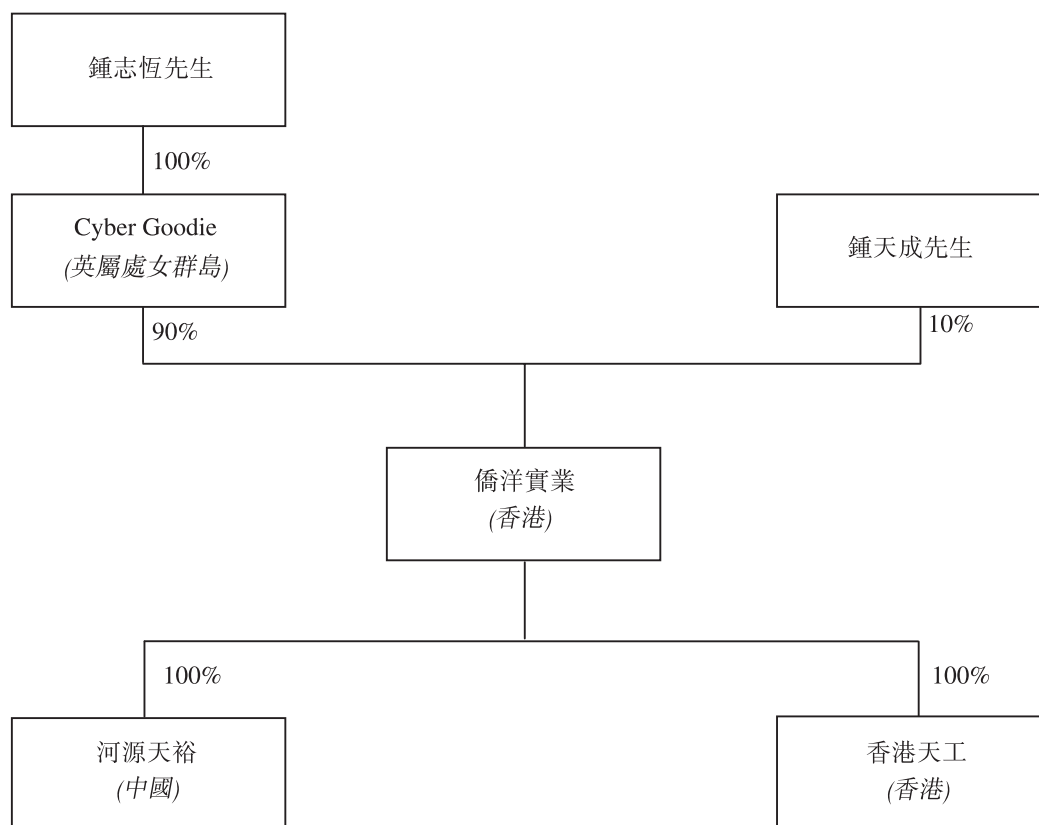 鍾志恆先生
100%
Cyber Goodie
(英屬處女群島)
鍾天成先生
90%
10%
僑洋實業
(香港)
100%
100%
河源天裕
(中國)
香港天工
(香港)